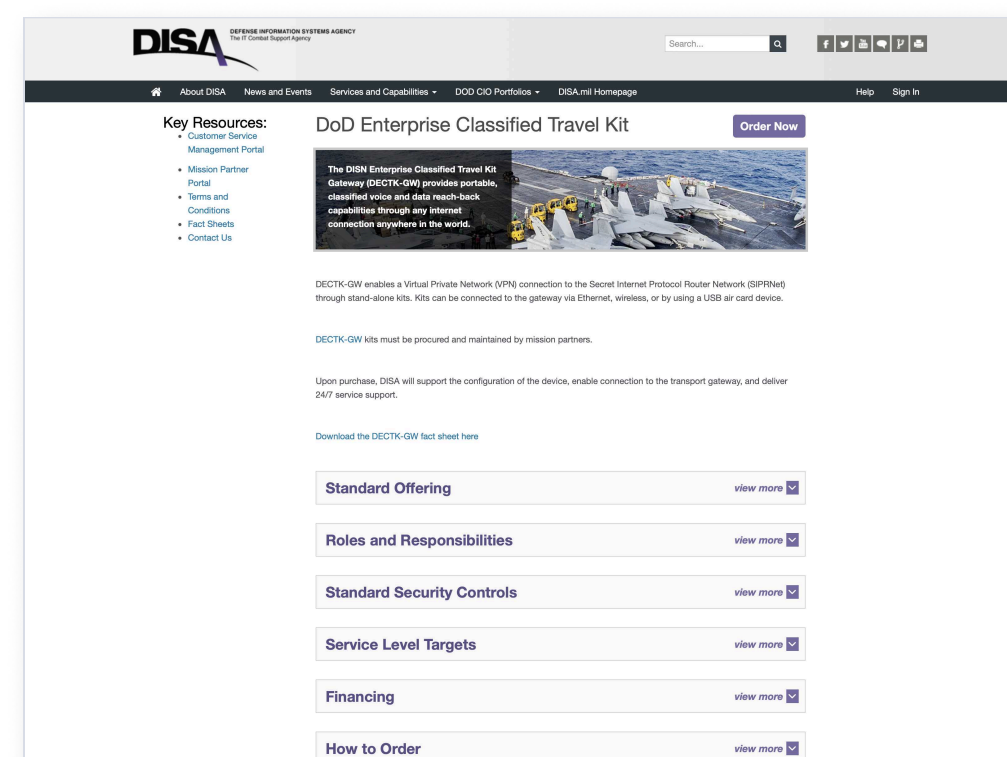 DISA
DEFENSE INFORMATION SYSTEMS AGENCY
The IT Combat Support Agency
Search...
About DISA News and Events Services and Capabilities DOD CIO Portfolios DISA.mil Homepage Help Sign In
Key Resources:
Customer Service
Management Portal
Mission Partner
Portal
Terms and
Conditions
Fact Sheets
Contact Us
DoD Enterprise Classified Travel Kit
Order Now
The DISN Enterprise Classified Travel Kit
Gateway (DECTK-GW) provides portable,
classified voice and data reach-back
capabilities through any internet
connection anywhere in the world.
DECTK-GW enables a Virtual Private Network (VPN) connection to the Secret Internet Protocol Router Network (SIPRNet)
through stand-alone kits. Kits can be connected to the gateway via Ethernet, wireless, or by using a USB air card device.
DECTK-GW kits must be procured and maintained by mission partners.
Upon purchase, DISA will support the configuration of the device, enable connection to the transport gateway, and deliver
24/7 service support.
Download the DECTK-GW fact sheet here
Standard Offering view more
Roles and Responsibilities view more
Standard Security Controls view more
Service Level Targets view more
Financing view more
How to Order view more